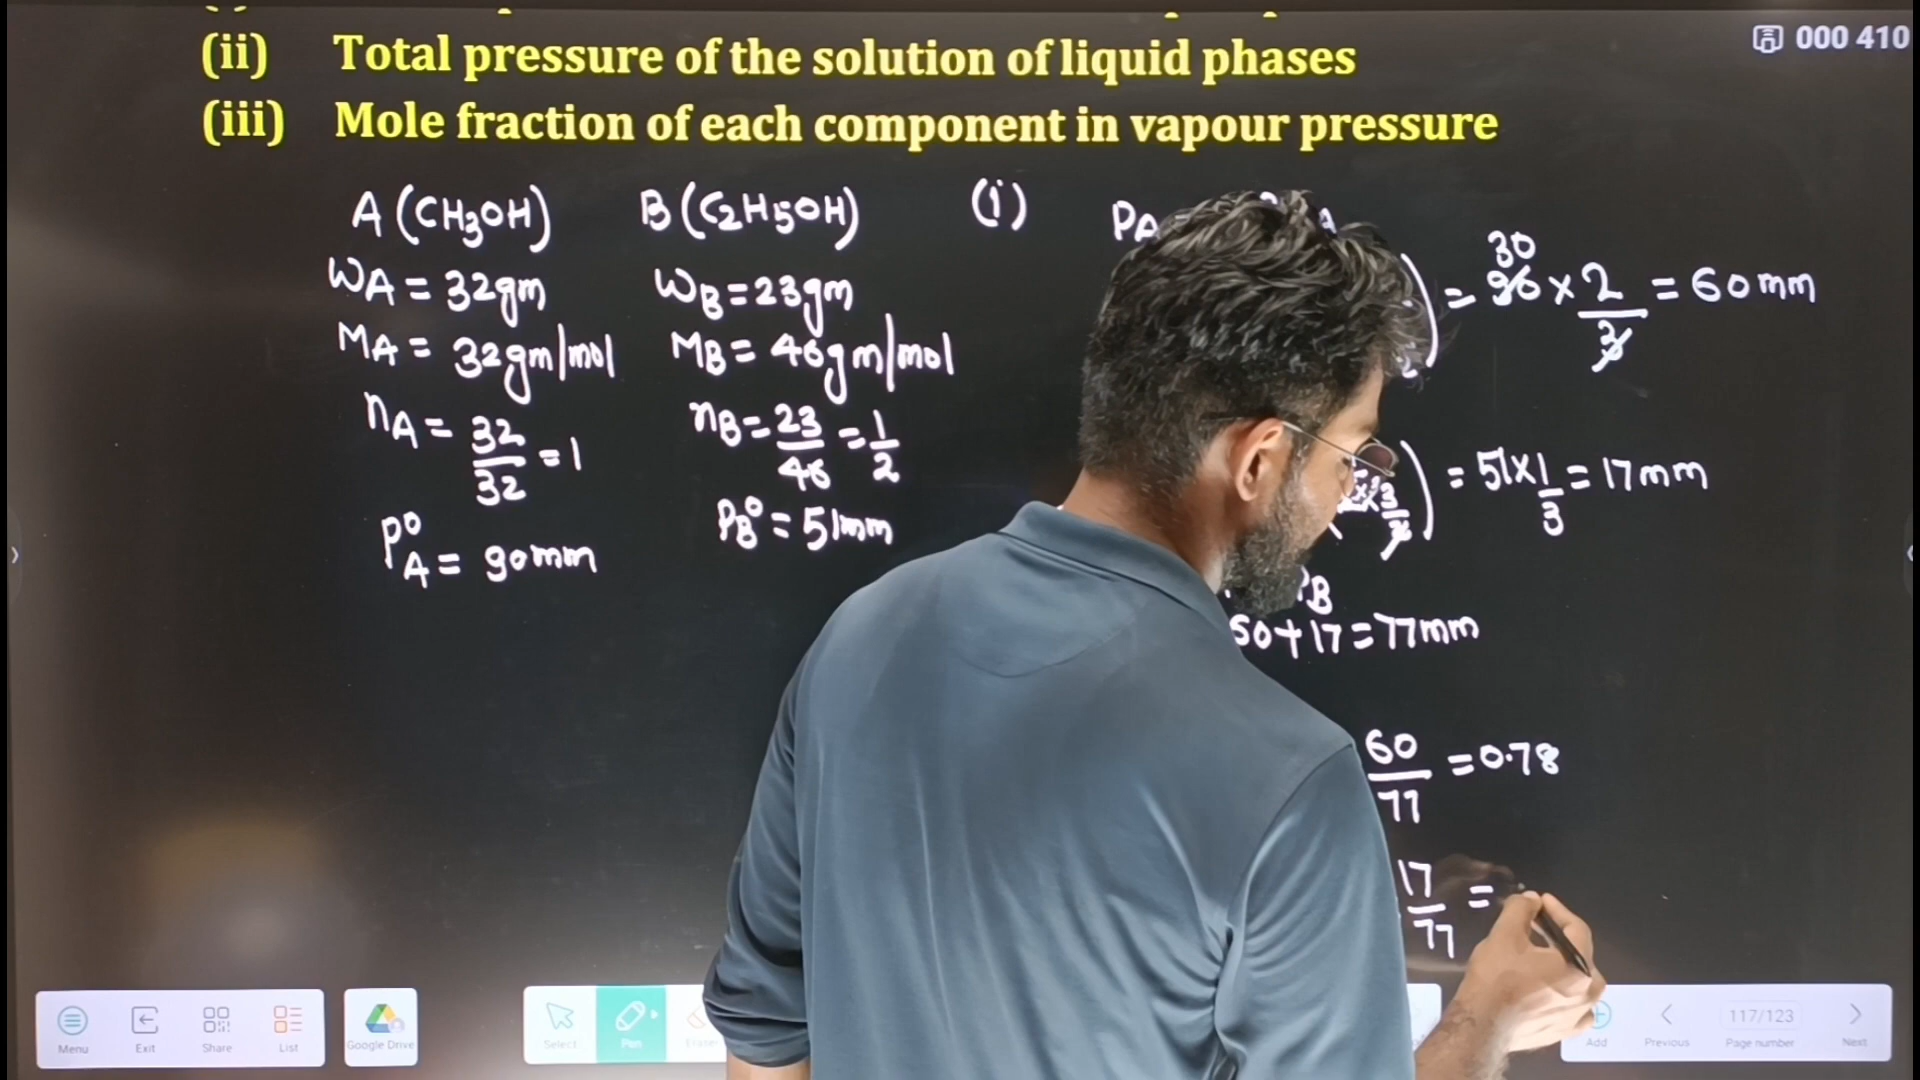 (ii) Total pressure of the solution of liquid phases
000 410
(iii) Mole fraction of each component in vapour pressure
A (CH3OH) B (C2H5OH) (i) PA
WA = 32gm WB = 23gm
= 30
90 × 2/3 = 60mm
MA = 32gm/mol MB = 46gm/mol
nA = 32/32 = 1 nB = 23/46 = 1/2
= 51 × 1/3 = 17mm
P°A = 90mm PB° = 51mm
PB
60 + 17 = 77mm
60/77 = 0.78
17/77 =
Menu Exit Share List Google Drive Select Pen Eraser Add Previous 117/123 Page number Next